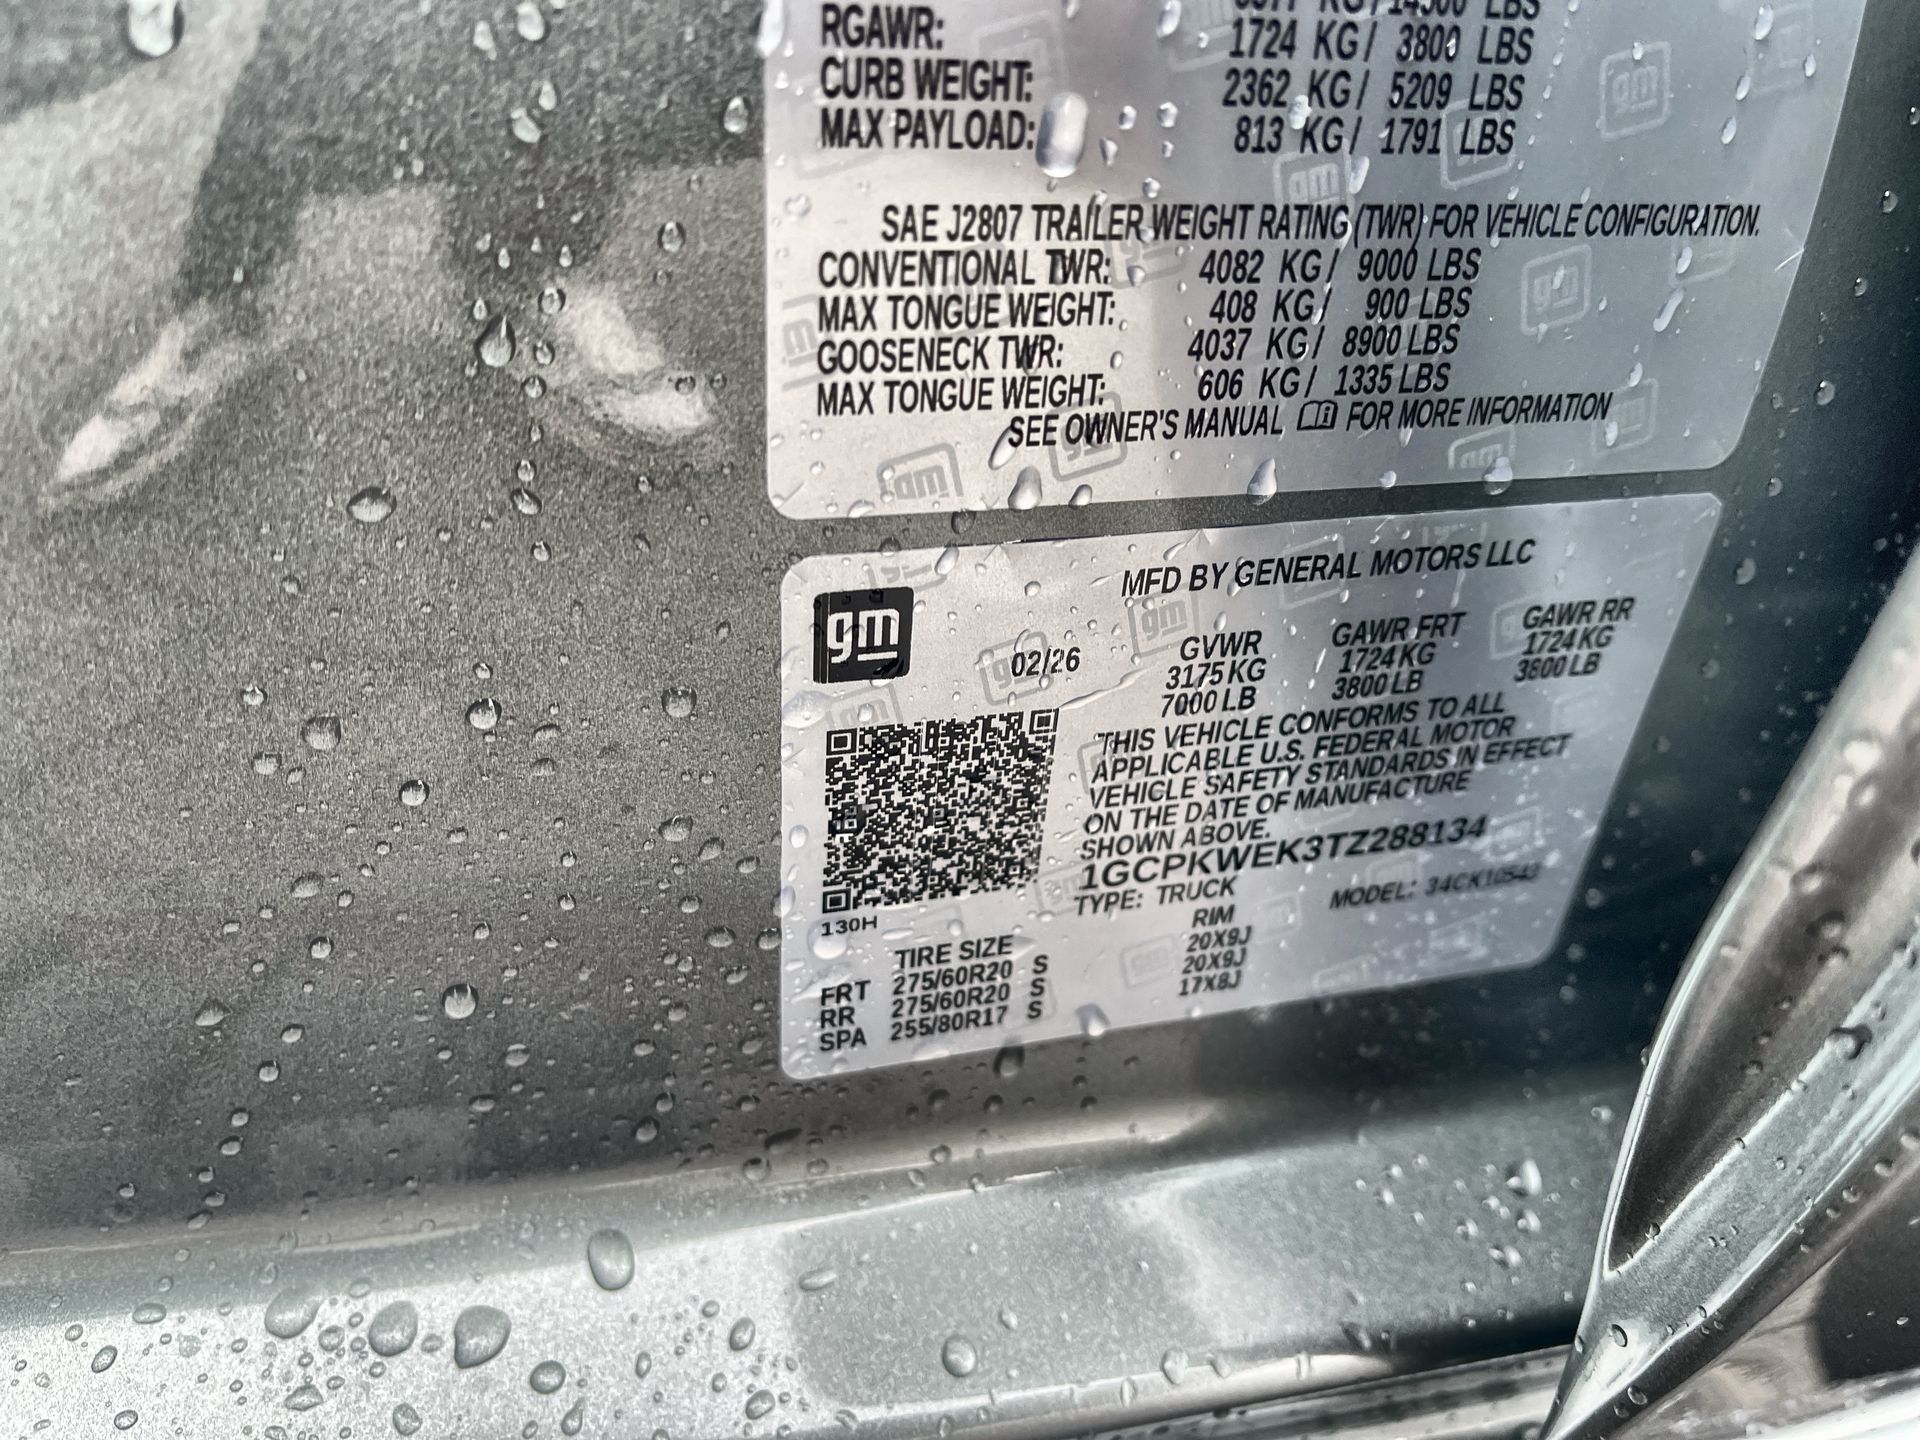 KG/14500 LBS
RGAWR: 1724 KG/ 3800 LBS
CURB WEIGHT: 2362 KG/ 5209 LBS
MAX PAYLOAD: 813 KG/ 1791 LBS
SAE J2807 TRAILER WEIGHT RATING (TWR) FOR VEHICLE CONFIGURATION.
CONVENTIONAL TWR: 4082 KG/ 9000 LBS
MAX TONGUE WEIGHT: 408 KG/ 900 LBS
GOOSENECK TWR: 4037 KG/ 8900 LBS
MAX TONGUE WEIGHT: 606 KG/ 1335 LBS
SEE OWNER'S MANUAL FOR MORE INFORMATION
gm
MFD BY GENERAL MOTORS LLC
02/26
GVWR GAWR FRT GAWR RR
3175 KG 1724 KG 1724 KG
7000 LB 3800 LB 3800 LB
THIS VEHICLE CONFORMS TO ALL
APPLICABLE U.S. FEDERAL MOTOR
VEHICLE SAFETY STANDARDS IN EFFECT
ON THE DATE OF MANUFACTURE
SHOWN ABOVE.
1GCPKWEK3TZ288134
TYPE: TRUCK MODEL: 34CK10543
130H
TIRE SIZE RIM
FRT 275/60R20 S 20X9J
RR 275/60R20 S 20X9J
SPA 255/80R17 S 17X8J